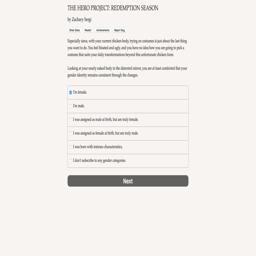 THE HERO PROJECT: REDEMPTION SEASON
by Zachary Sergi
Show Stats Restart Achievements Report Bug
Especially since, with your current chicken body, trying on costumes is just about the last thing
you want to do. You feel bloated and ugly, and you have no idea how you are going to pick a
costume that suits your daily transformations beyond this unfortunate chicken form.
Looking at your nearly naked body in the distorted mirror, you are at least comforted that your
gender identity remains consistent through the changes.
I'm female.
I'm male.
I was assigned as male at birth, but am truly female.
I was assigned as female at birth, but am truly male.
I was born with intersex characteristics.
I don't subscribe to any gender categories.
Next